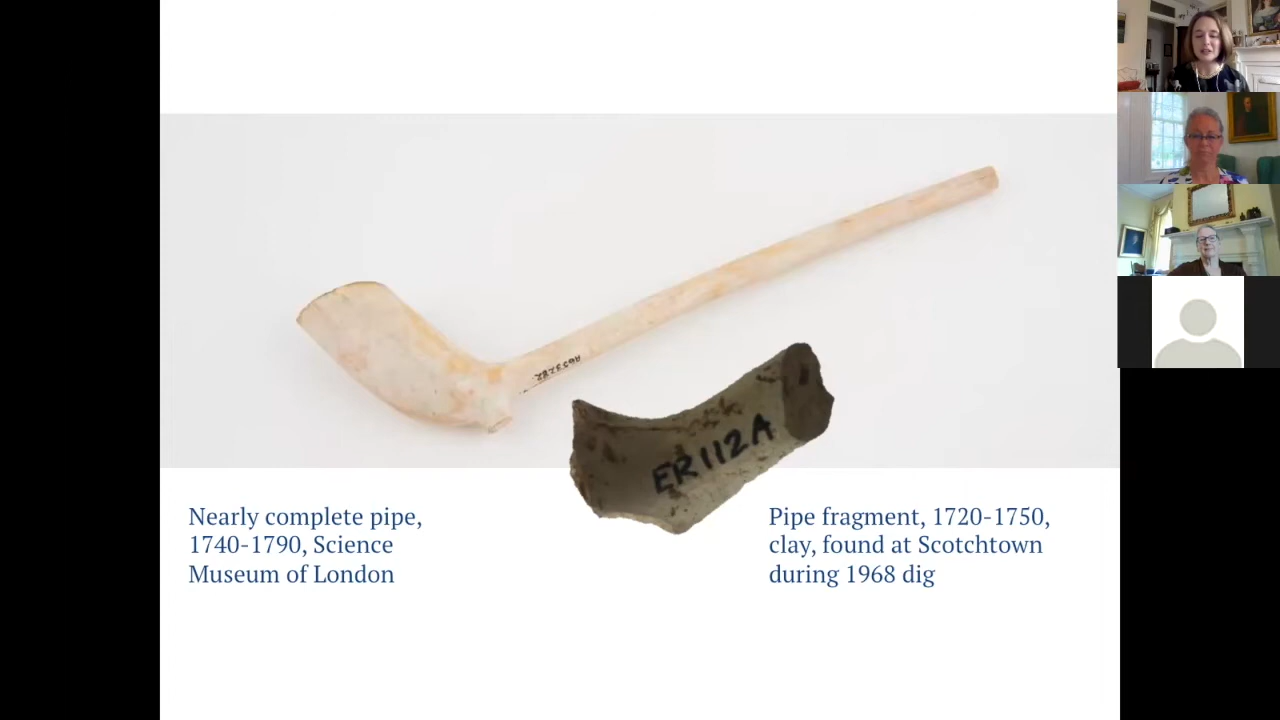 A653282
ER112A
Nearly complete pipe,
1740-1790, Science
Museum of London
Pipe fragment, 1720-1750,
clay, found at Scotchtown
during 1968 dig